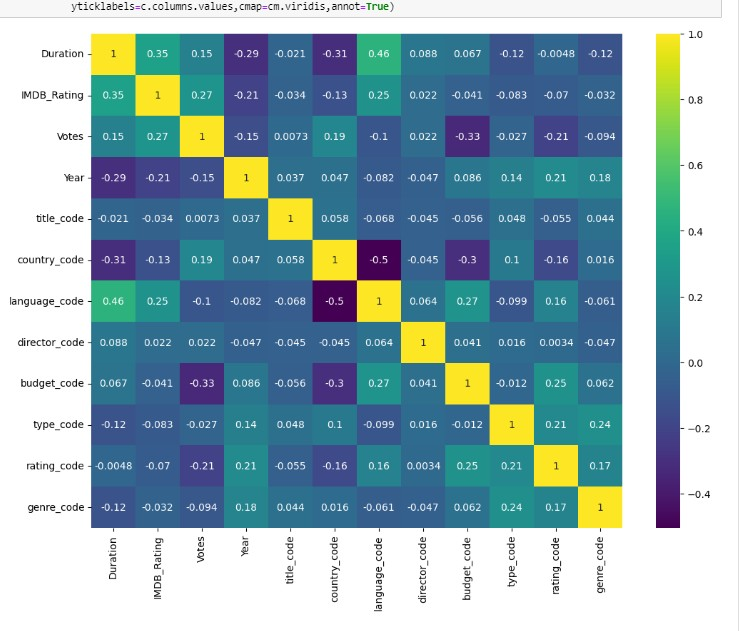 yticklabels=c.columns.values,cmap=cm.viridis,annot=True)
Duration 1 0.35 0.15 -0.29 -0.021 -0.31 0.46 0.088 0.067 -0.12 -0.0048 -0.12
IMDB_Rating 0.35 1 0.27 -0.21 -0.034 -0.13 0.25 0.022 -0.041 -0.083 -0.07 -0.032
Votes 0.15 0.27 1 -0.15 0.0073 0.19 -0.1 0.022 -0.33 -0.027 -0.21 -0.094
Year -0.29 -0.21 -0.15 1 0.037 0.047 -0.082 -0.047 0.086 0.14 0.21 0.18
title_code -0.021 -0.034 0.0073 0.037 1 0.058 -0.068 -0.045 -0.056 0.048 -0.055 0.044
country_code -0.31 -0.13 0.19 0.047 0.058 1 -0.5 -0.045 -0.3 0.1 -0.16 0.016
language_code 0.46 0.25 -0.1 -0.082 -0.068 -0.5 1 0.064 0.27 -0.099 0.16 -0.061
director_code 0.088 0.022 0.022 -0.047 -0.045 -0.045 0.064 1 0.041 0.016 0.0034 -0.047
budget_code 0.067 -0.041 -0.33 0.086 -0.056 -0.3 0.27 0.041 1 -0.012 0.25 0.062
type_code -0.12 -0.083 -0.027 0.14 0.048 0.1 -0.099 0.016 -0.012 1 0.21 0.24
rating_code -0.0048 -0.07 -0.21 0.21 -0.055 -0.16 0.16 0.0034 0.25 0.21 1 0.17
genre_code -0.12 -0.032 -0.094 0.18 0.044 0.016 -0.061 -0.047 0.062 0.24 0.17 1
Duration
IMDB_Rating
Votes
Year
title_code
country_code
language_code
director_code
budget_code
type_code
rating_code
genre_code
1.0
0.8
0.6
0.4
0.2
0.0
−0.2
−0.4